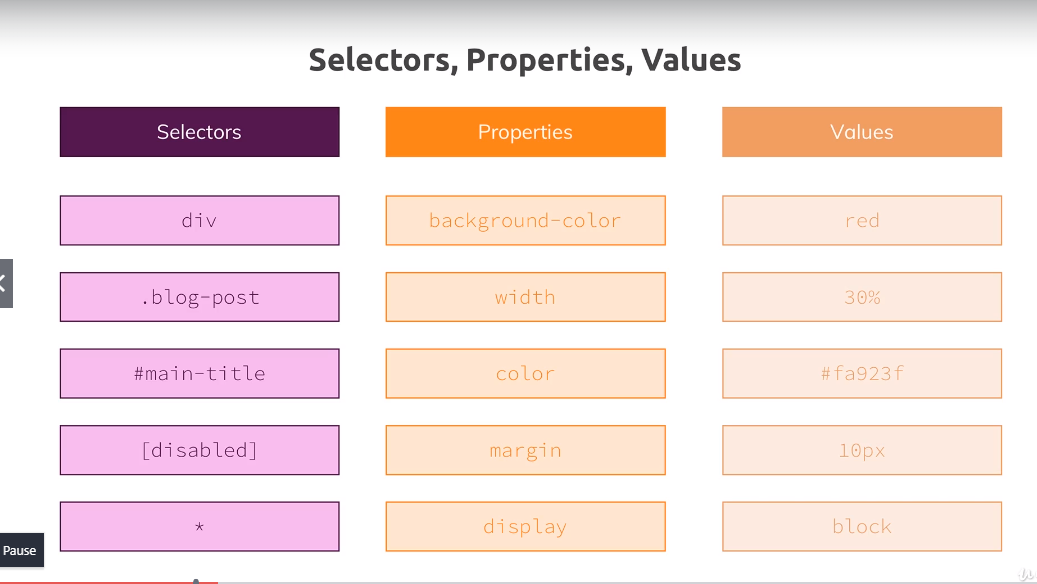 Selectors, Properties, Values
Selectors Properties Values
div background-color red
.blog-post width 30%
#main-title color #fa923f
[disabled] margin 10px
* display block
Pause